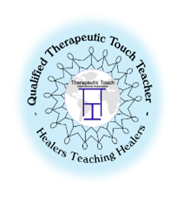 - Qualified Therapeutic Touch Teacher -
Therapeutic Touch
Healers Teaching Healers